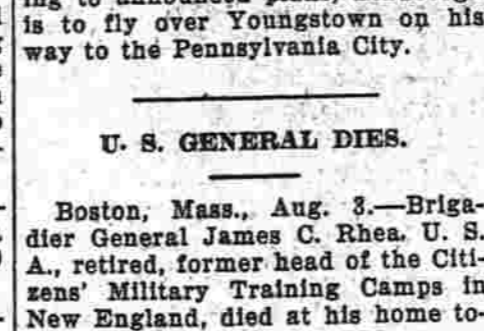 is to fly over Youngstown on his
way to the Pennsylvania City.
U. S. GENERAL DIES.
Boston, Mass., Aug. 3.—Briga-
dier General James C. Rhea, U. S.
A., retired, former head of the Citi-
zens' Military Training Camps in
New England, died at his home to-